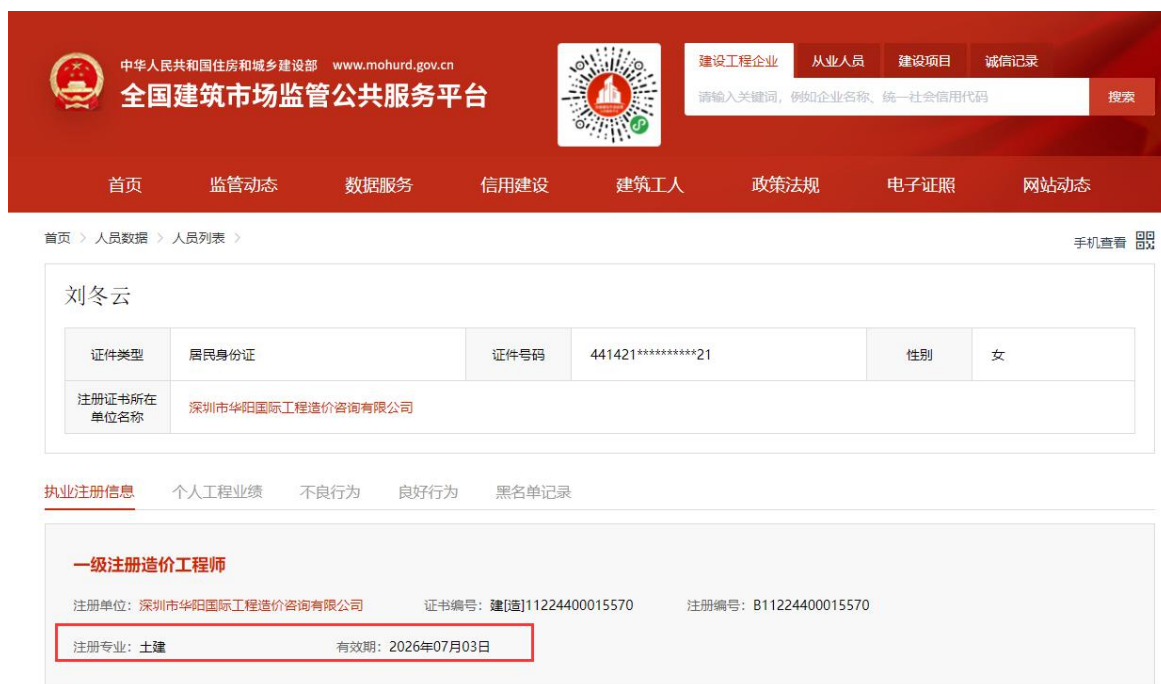 中华人民共和国住房和城乡建设部 www.mohurd.gov.cn
全国建筑市场监管公共服务平台
建设工程企业 从业人员 建设项目 诚信记录
请输入关键词，例如企业名称、统一社会信用代码 搜索
首页 监管动态 数据服务 信用建设 建筑工人 政策法规 电子证照 网站动态
首页 > 人员数据 > 人员列表 >
手机查看
刘冬云
证件类型 居民身份证 证件号码 441421**********21 性别 女
注册证书所在
单位名称 深圳市华阳国际工程造价咨询有限公司
执业注册信息 个人工程业绩 不良行为 良好行为 黑名单记录
一级注册造价工程师
注册单位：深圳市华阳国际工程造价咨询有限公司 证书编号：建[造]11224400015570 注册编号：B11224400015570
注册专业：土建 有效期：2026年07月03日